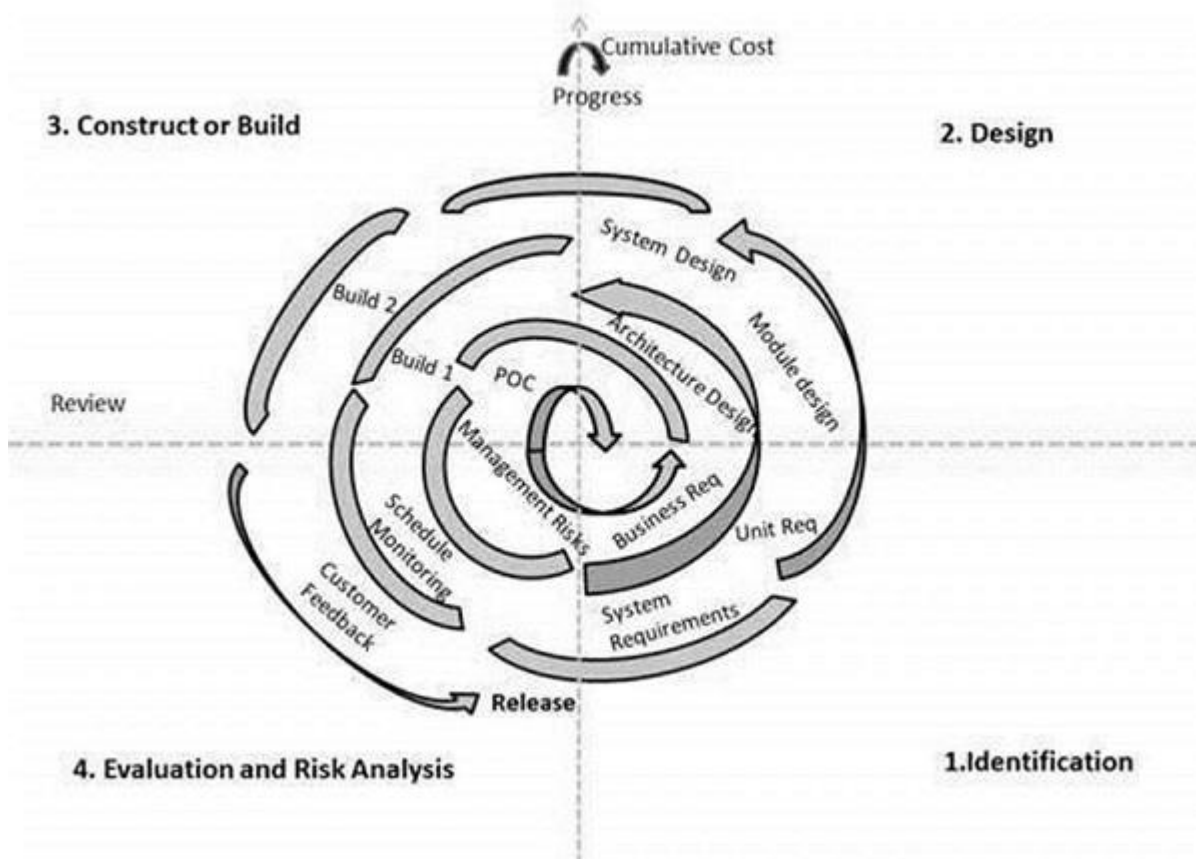 Cumulative Cost
Progress
3. Construct or Build
2. Design
System Design
Build 2
Module design
Architecture Design
Build 1
POC
Review
Management Risks
Business Req
Schedule
Monitoring
Unit Req
Customer
Feedback
System
Requirements
Release
4. Evaluation and Risk Analysis
1.Identification